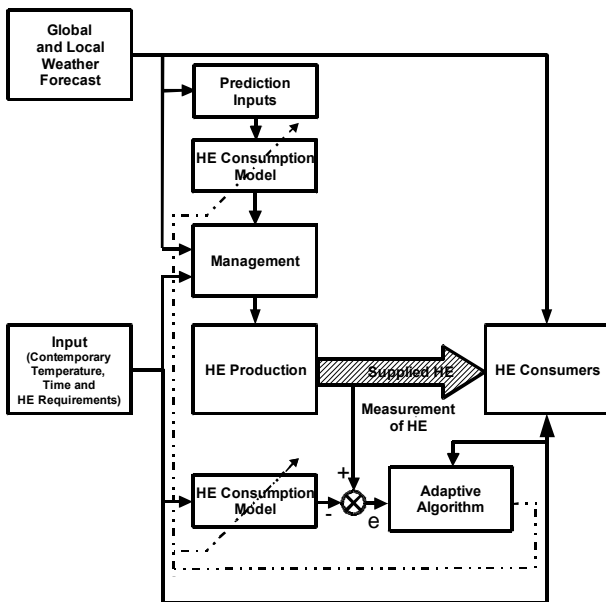 Global
and Local
Weather
Forecast
Prediction
Inputs
HE Consumption
Model
Management
Input
(Contemporary
Temperature,
Time and
HE Requirements)
HE Production
Supplied HE
HE Consumers
Measurement
of HE
+
HE Consumption
Model
-
e
Adaptive
Algorithm